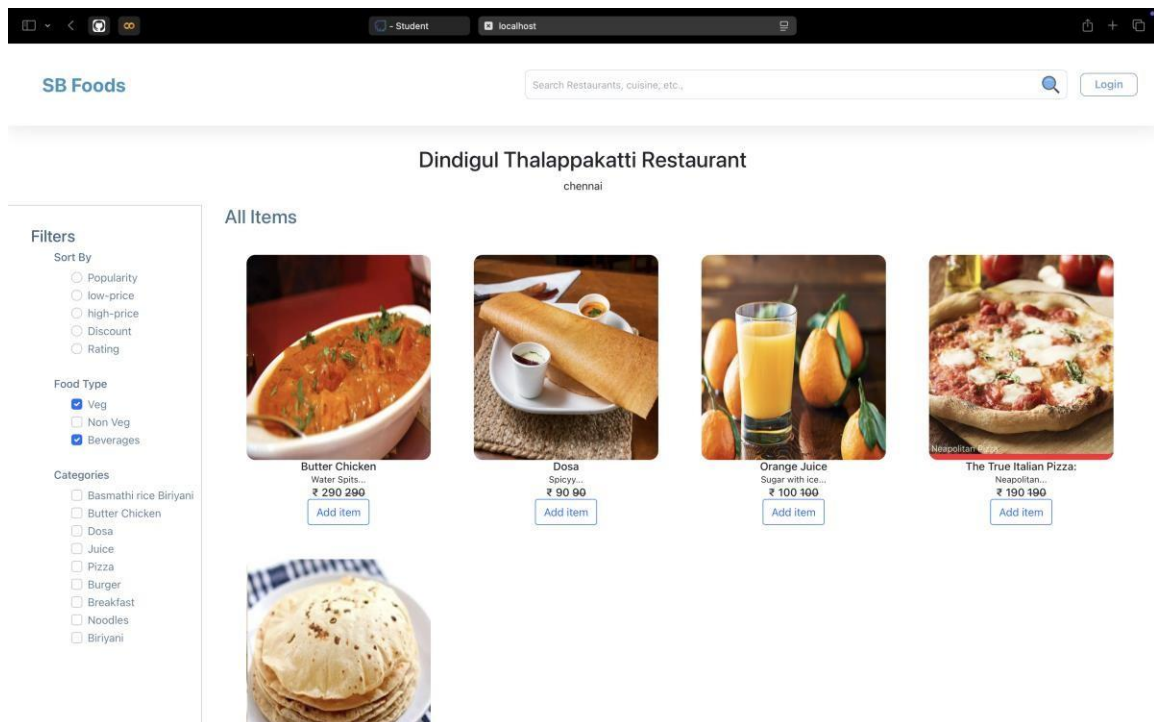 - Student
localhost
SB Foods
Search Restaurants, cuisine, etc.,
Login
Dindigul Thalappakatti Restaurant
chennai
Filters
Sort By
Popularity
low-price
high-price
Discount
Rating
Food Type
Veg
Non Veg
Beverages
Categories
Basmathi rice Biriyani
Butter Chicken
Dosa
Juice
Pizza
Burger
Breakfast
Noodles
Biriyani
All Items
Butter Chicken
Water Spits...
₹ 290 290
Add item
Dosa
Spicyy...
₹ 90 90
Add item
Orange Juice
Sugar with ice...
₹ 100 100
Add item
Neapolitan Pizza
The True Italian Pizza:
Neapolitan...
₹ 190 190
Add item